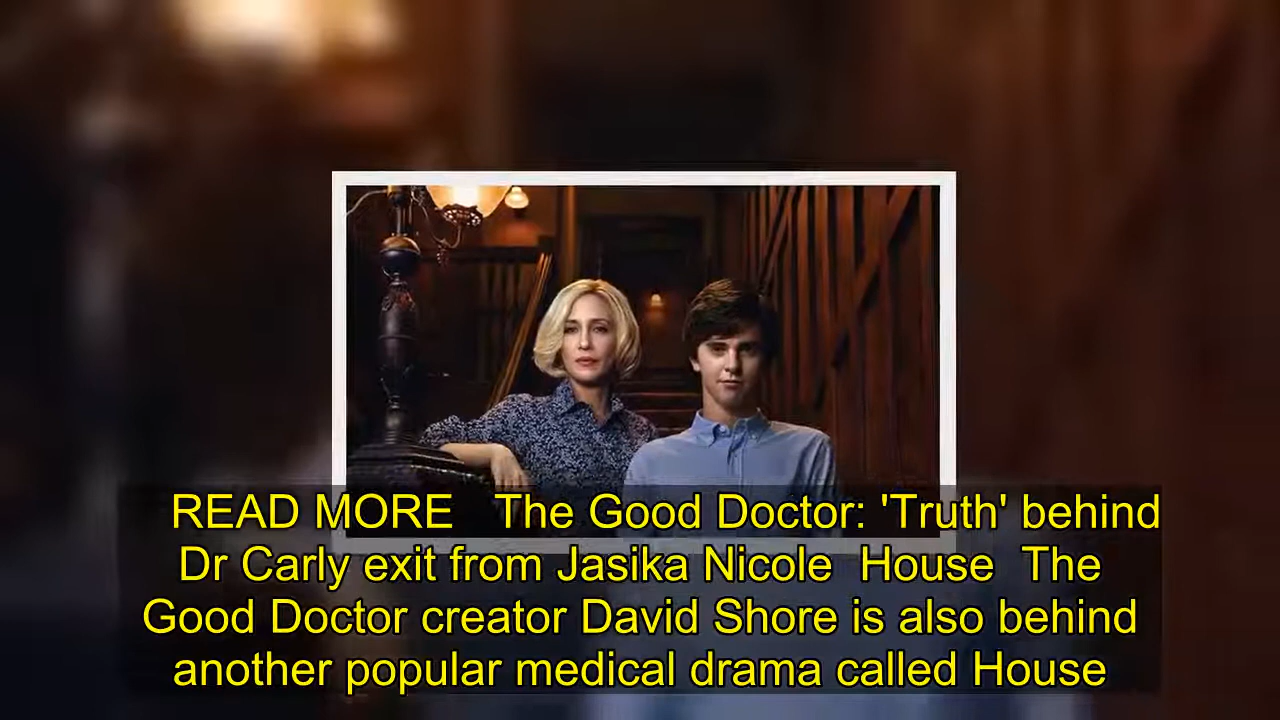 READ MORE The Good Doctor: 'Truth' behind
Dr Carly exit from Jasika Nicole House The
Good Doctor creator David Shore is also behind
another popular medical drama called House